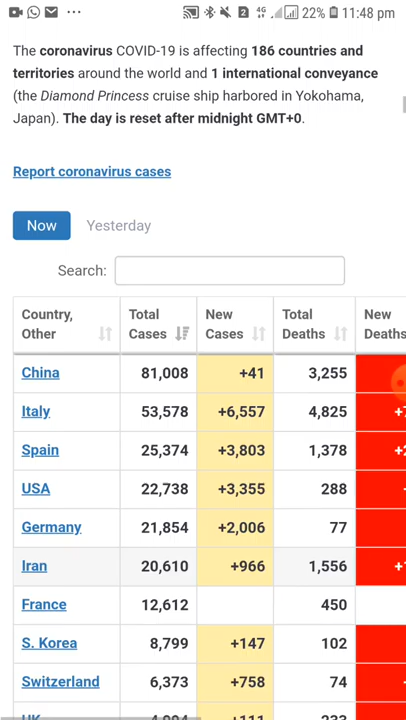 22% 11:48 pm
The coronavirus COVID-19 is affecting 186 countries and
territories around the world and 1 international conveyance
(the Diamond Princess cruise ship harbored in Yokohama,
Japan). The day is reset after midnight GMT+0.
Report coronavirus cases
Now Yesterday
Search:
Country, Other Total Cases New Cases Total Deaths New Deaths
China 81,008 +41 3,255
Italy 53,578 +6,557 4,825
Spain 25,374 +3,803 1,378
USA 22,738 +3,355 288
Germany 21,854 +2,006 77
Iran 20,610 +966 1,556
France 12,612 450
S. Korea 8,799 +147 102
Switzerland 6,373 +758 74